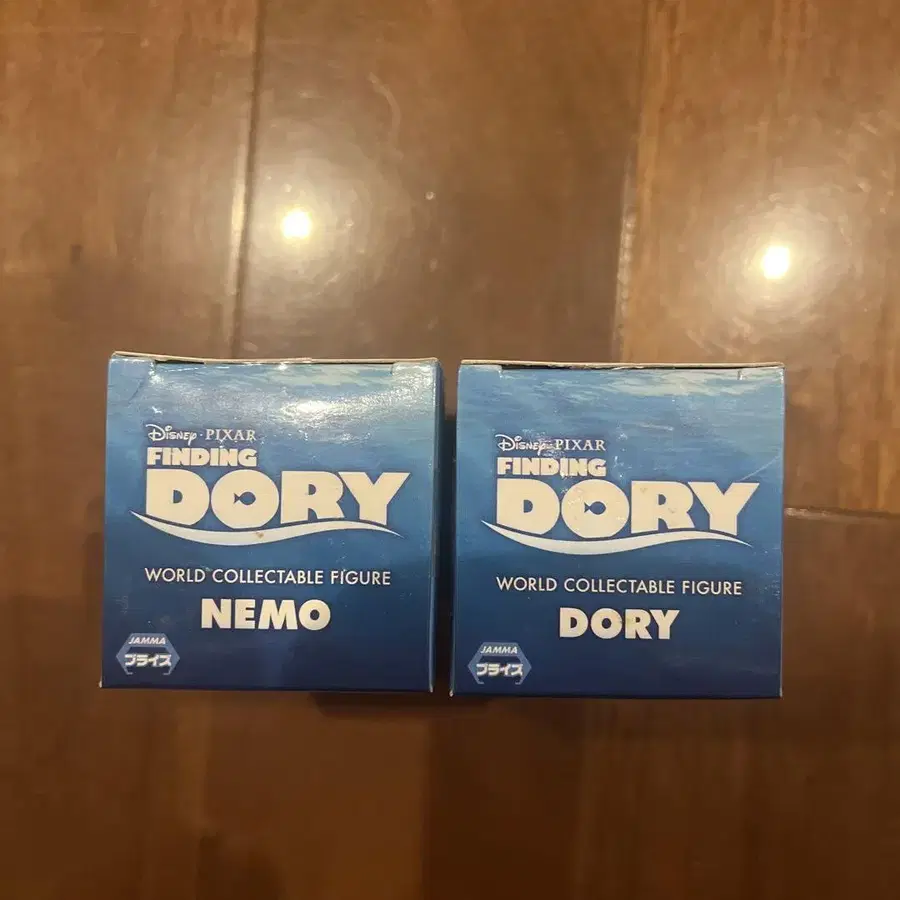 Disney · PIXAR
FINDING
DORY
WORLD COLLECTABLE FIGURE
NEMO
JAMMA
プライズ
Disney · PIXAR
FINDING
DORY
WORLD COLLECTABLE FIGURE
DORY
JAMMA
プライズ